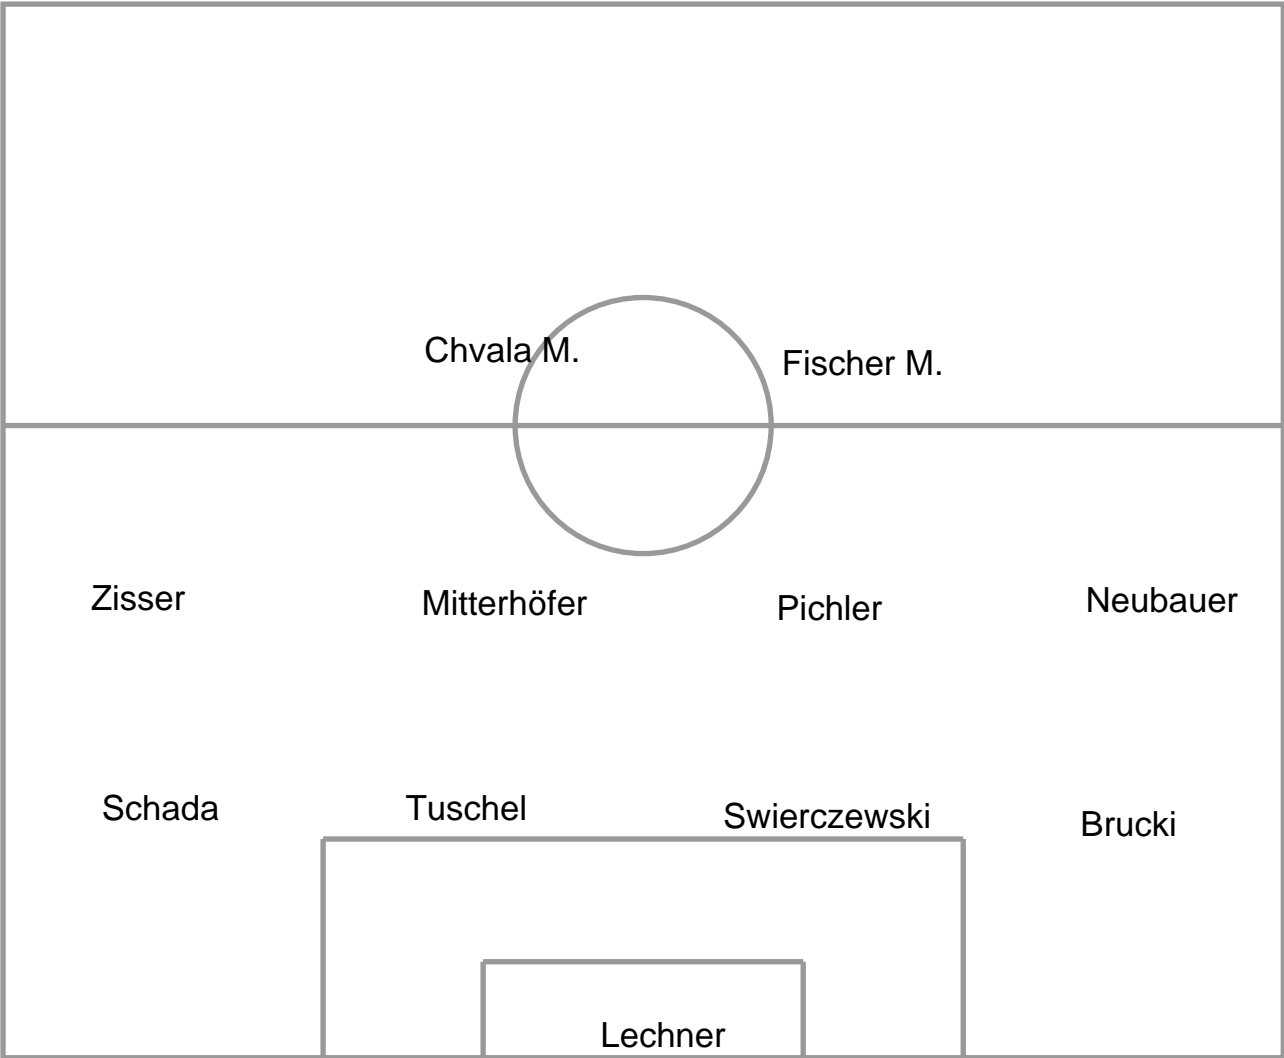 Chvala M.
Fischer M.
Zisser
Mitterhöfer
Pichler
Neubauer
Schada
Tuschel
Swierczewski
Brucki
Lechner